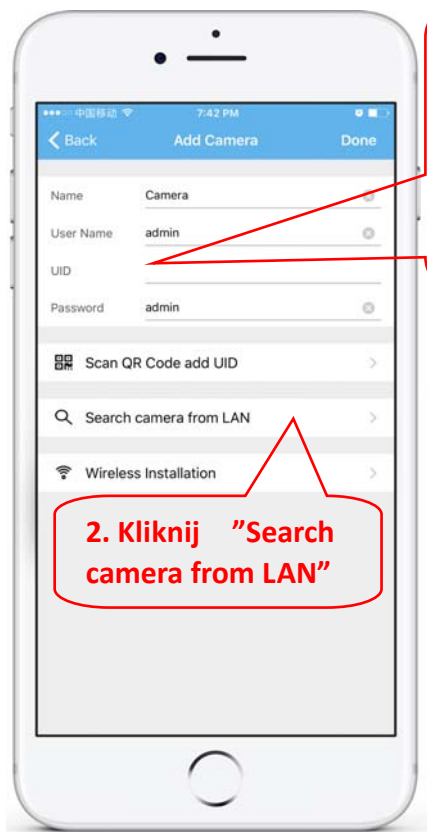 中国移动 7:42 PM
Back Add Camera Done
Name Camera
User Name admin
UID
Password admin
Scan QR Code add UID
Search camera from LAN
Wireless Installation
2. Kliknij ”Search
camera from LAN”